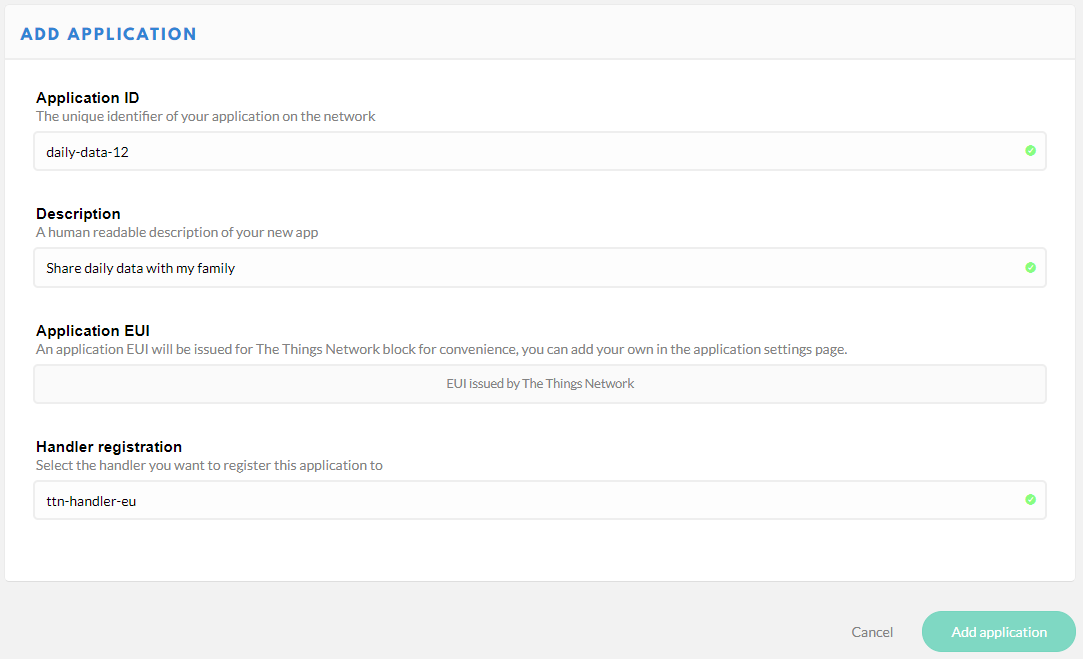 ADD APPLICATION
Application ID
The unique identifier of your application on the network
daily-data-12
Description
A human readable description of your new app
Share daily data with my family
Application EUI
An application EUI will be issued for The Things Network block for convenience, you can add your own in the application settings page.
EUI issued by The Things Network
Handler registration
Select the handler you want to register this application to
ttn-handler-eu
Cancel
Add application